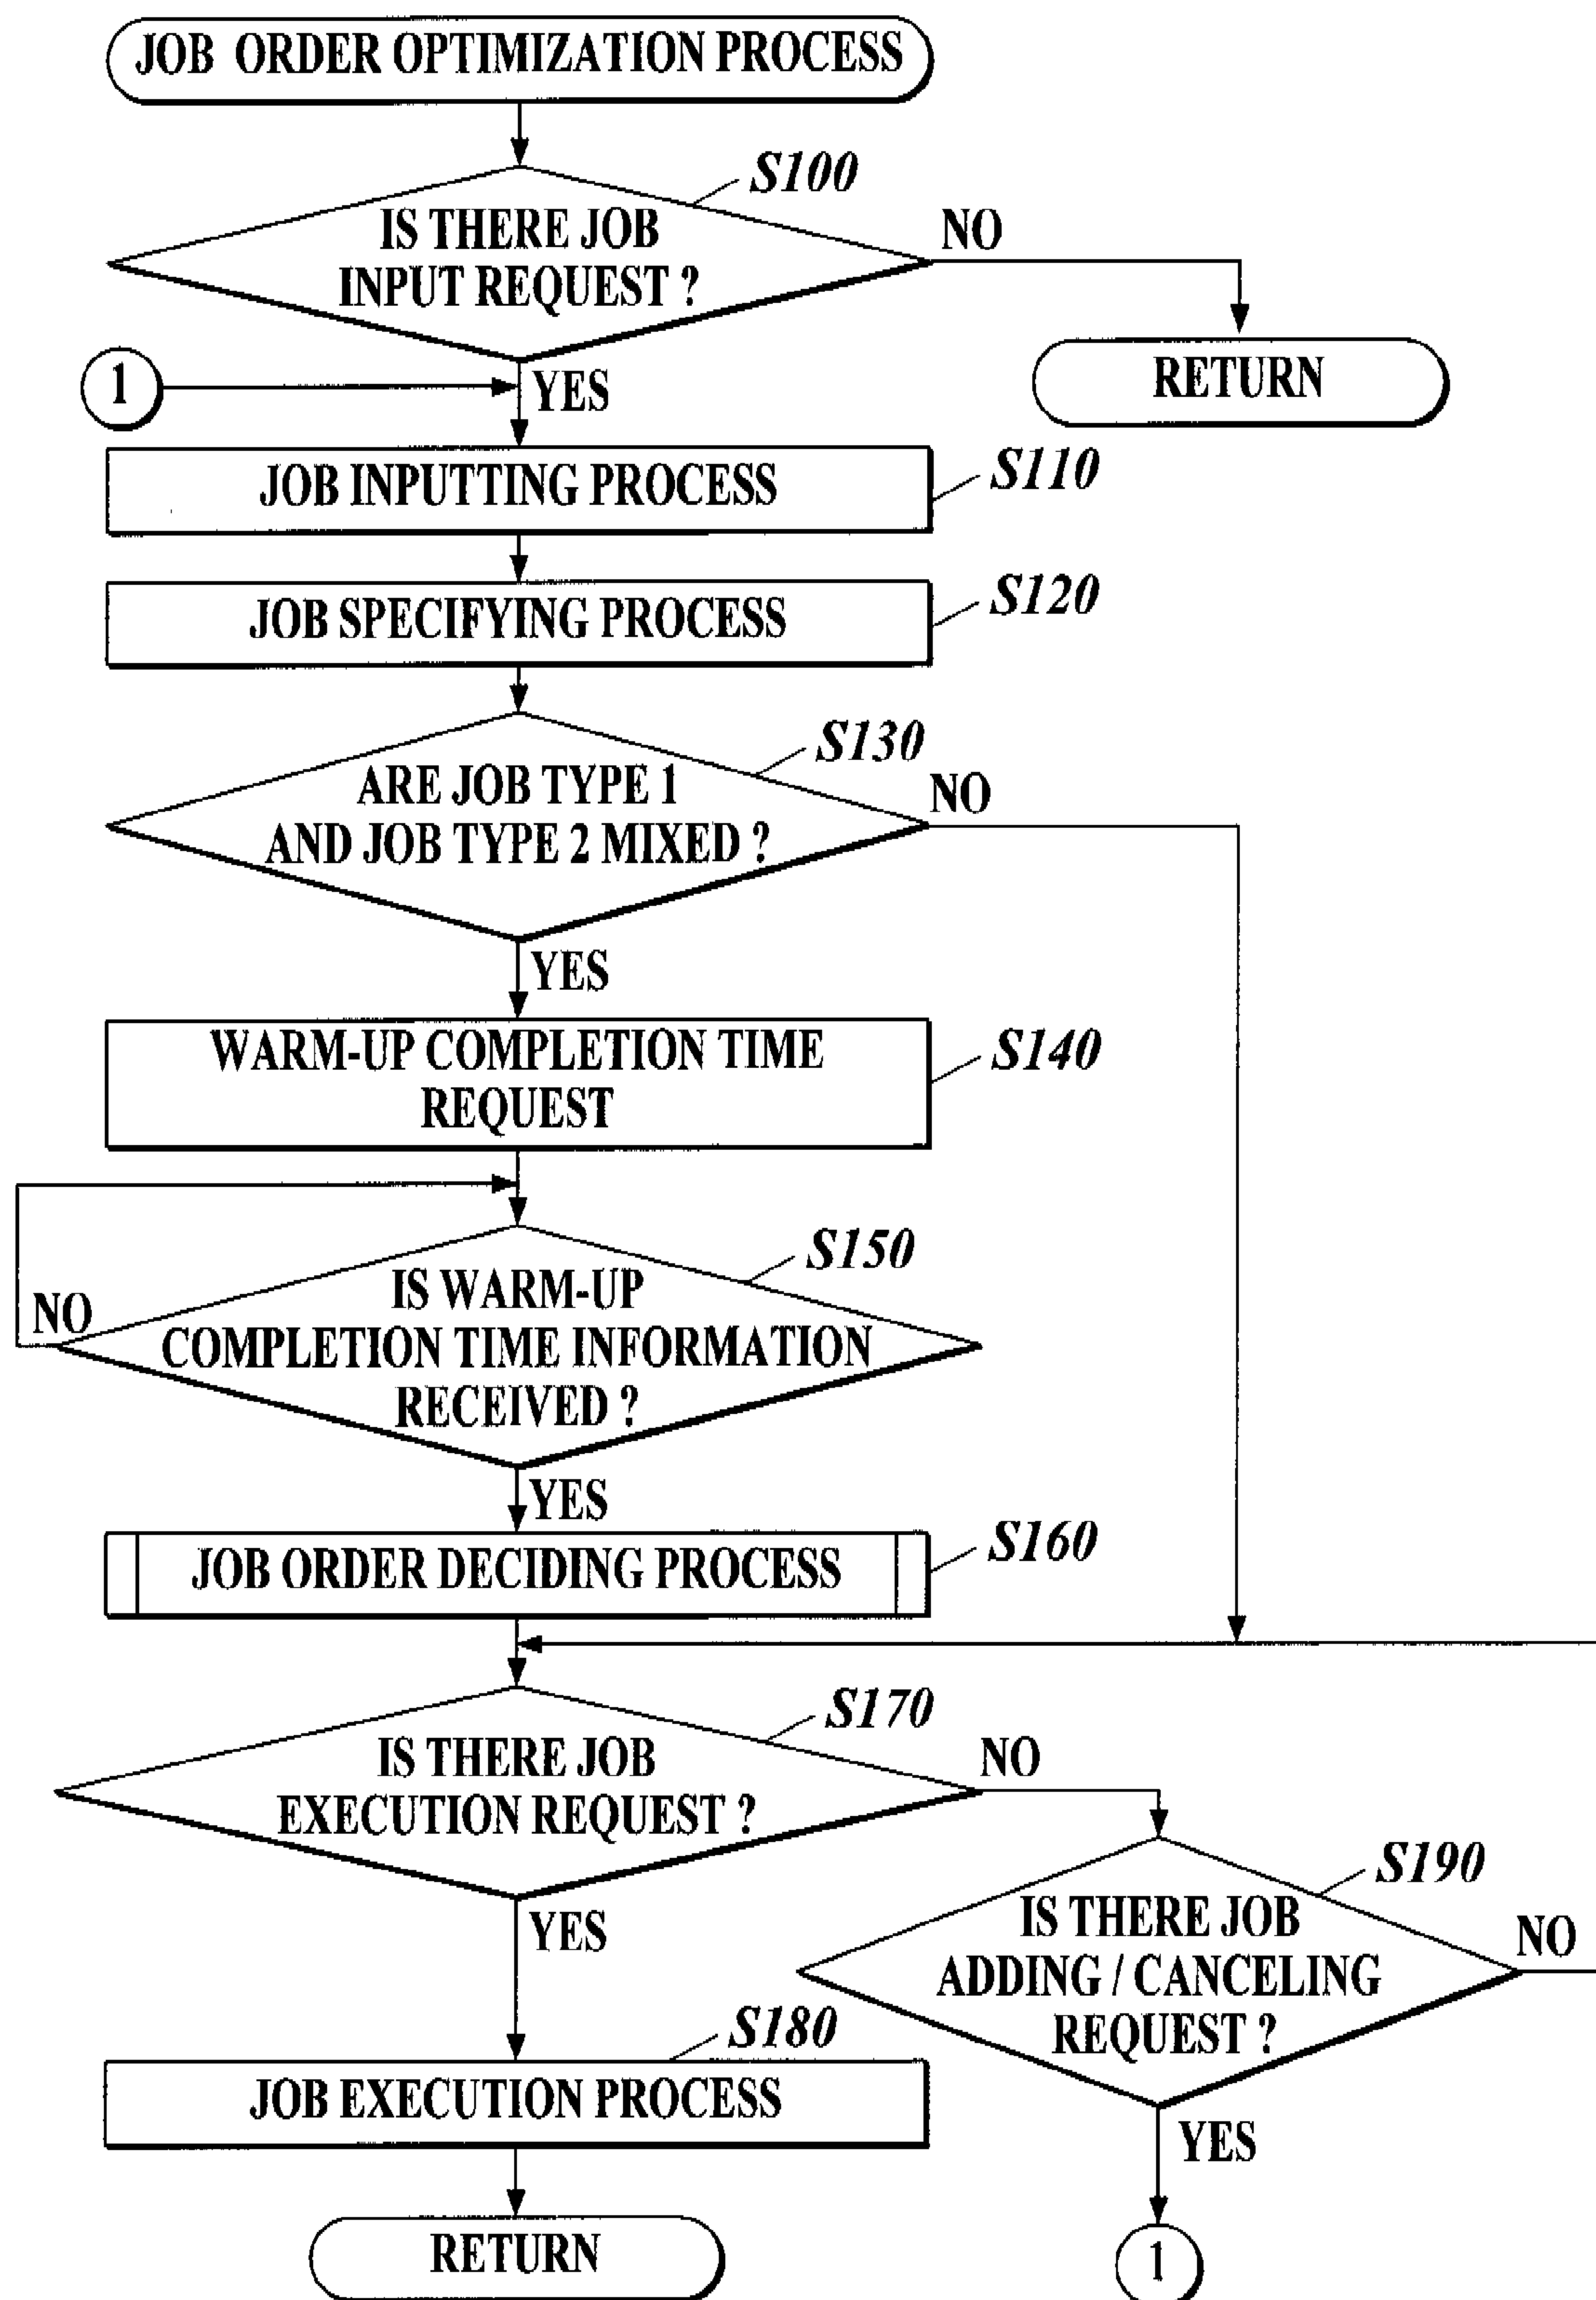 JOB ORDER OPTIMIZATION PROCESS
S100
IS THERE JOB
INPUT REQUEST ?
NO
RETURN
1
YES
JOB INPUTTING PROCESS
S110
JOB SPECIFYING PROCESS
S120
S130
ARE JOB TYPE 1
AND JOB TYPE 2 MIXED ?
NO
YES
WARM-UP COMPLETION TIME
REQUEST
S140
S150
IS WARM-UP
COMPLETION TIME INFORMATION
RECEIVED ?
NO
YES
JOB ORDER DECIDING PROCESS
S160
S170
IS THERE JOB
EXECUTION REQUEST ?
NO
YES
S190
IS THERE JOB
ADDING / CANCELING
REQUEST ?
NO
YES
1
S180
JOB EXECUTION PROCESS
RETURN